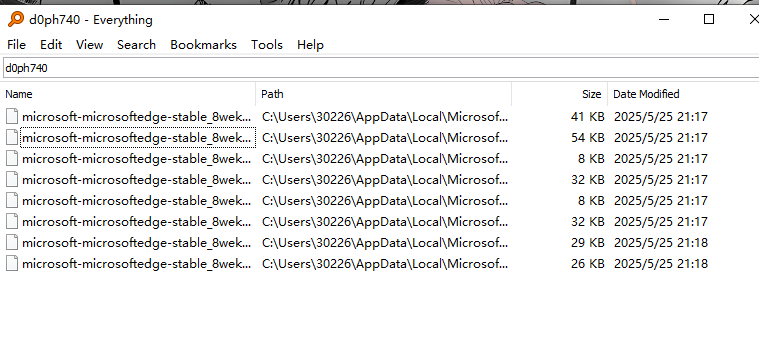 d0ph740 - Everything
File Edit View Search Bookmarks Tools Help
d0ph740
Name Path Size Date Modified
microsoft-microsoftedge-stable_8wek... C:\Users\30226\AppData\Local\Microsof... 41 KB 2025/5/25 21:17
microsoft-microsoftedge-stable_8wek... C:\Users\30226\AppData\Local\Microsof... 54 KB 2025/5/25 21:17
microsoft-microsoftedge-stable_8wek... C:\Users\30226\AppData\Local\Microsof... 8 KB 2025/5/25 21:17
microsoft-microsoftedge-stable_8wek... C:\Users\30226\AppData\Local\Microsof... 32 KB 2025/5/25 21:17
microsoft-microsoftedge-stable_8wek... C:\Users\30226\AppData\Local\Microsof... 8 KB 2025/5/25 21:17
microsoft-microsoftedge-stable_8wek... C:\Users\30226\AppData\Local\Microsof... 32 KB 2025/5/25 21:17
microsoft-microsoftedge-stable_8wek... C:\Users\30226\AppData\Local\Microsof... 29 KB 2025/5/25 21:18
microsoft-microsoftedge-stable_8wek... C:\Users\30226\AppData\Local\Microsof... 26 KB 2025/5/25 21:18